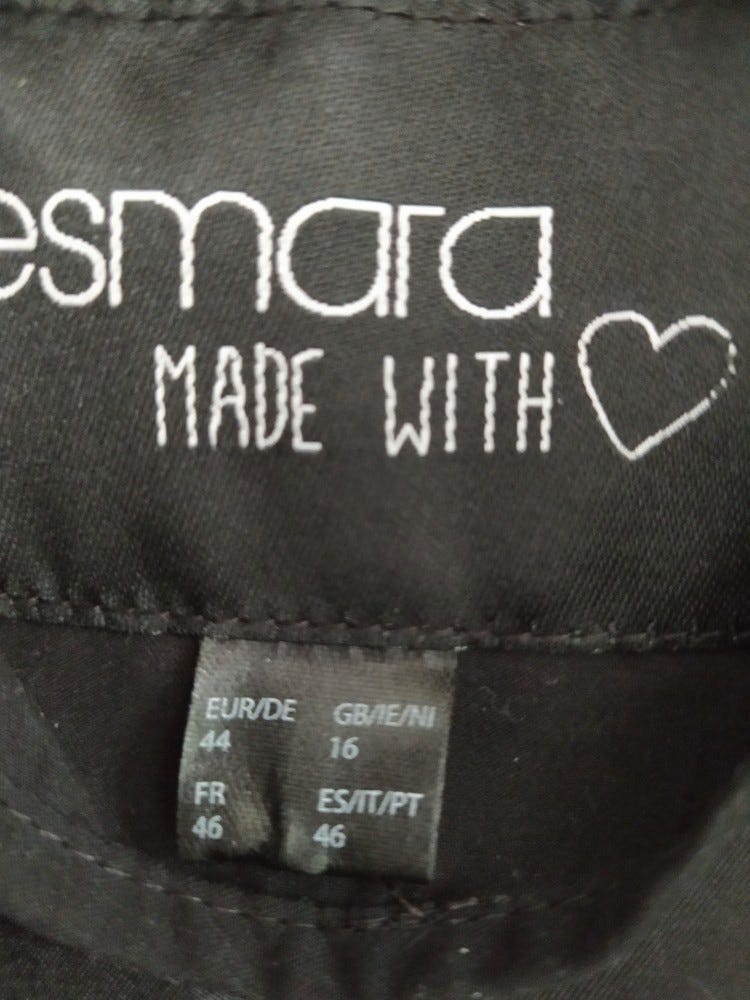 esmara
MADE WITH
EUR/DE GB/IE/NI
44 16
FR ES/IT/PT
46 46